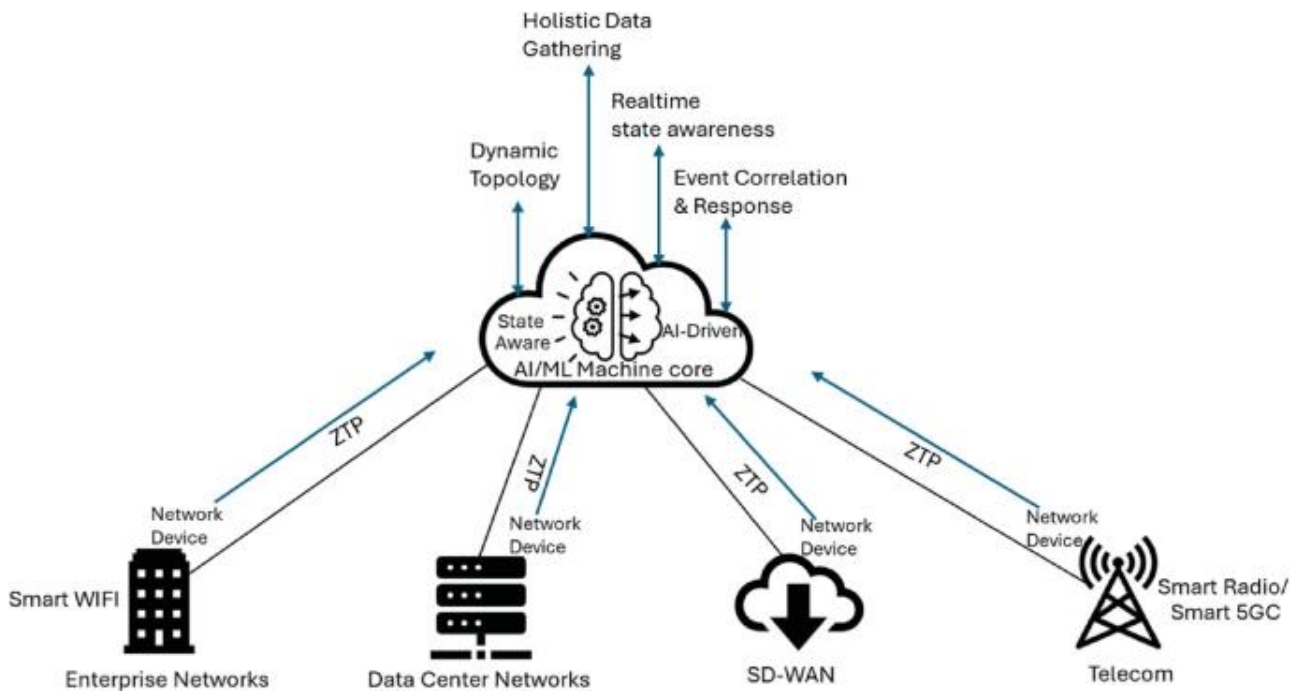 Holistic Data
Gathering
Realtime
state awareness
Dynamic
Topology
Event Correlation
& Response
State
Aware
AI-Driven
AI/ML Machine core
ZTP
ZTP
ZTP
ZTP
Network
Device
Network
Device
Network
Device
Network
Device
Smart WIFI
Smart Radio/
Smart 5GC
Enterprise Networks
Data Center Networks
SD-WAN
Telecom